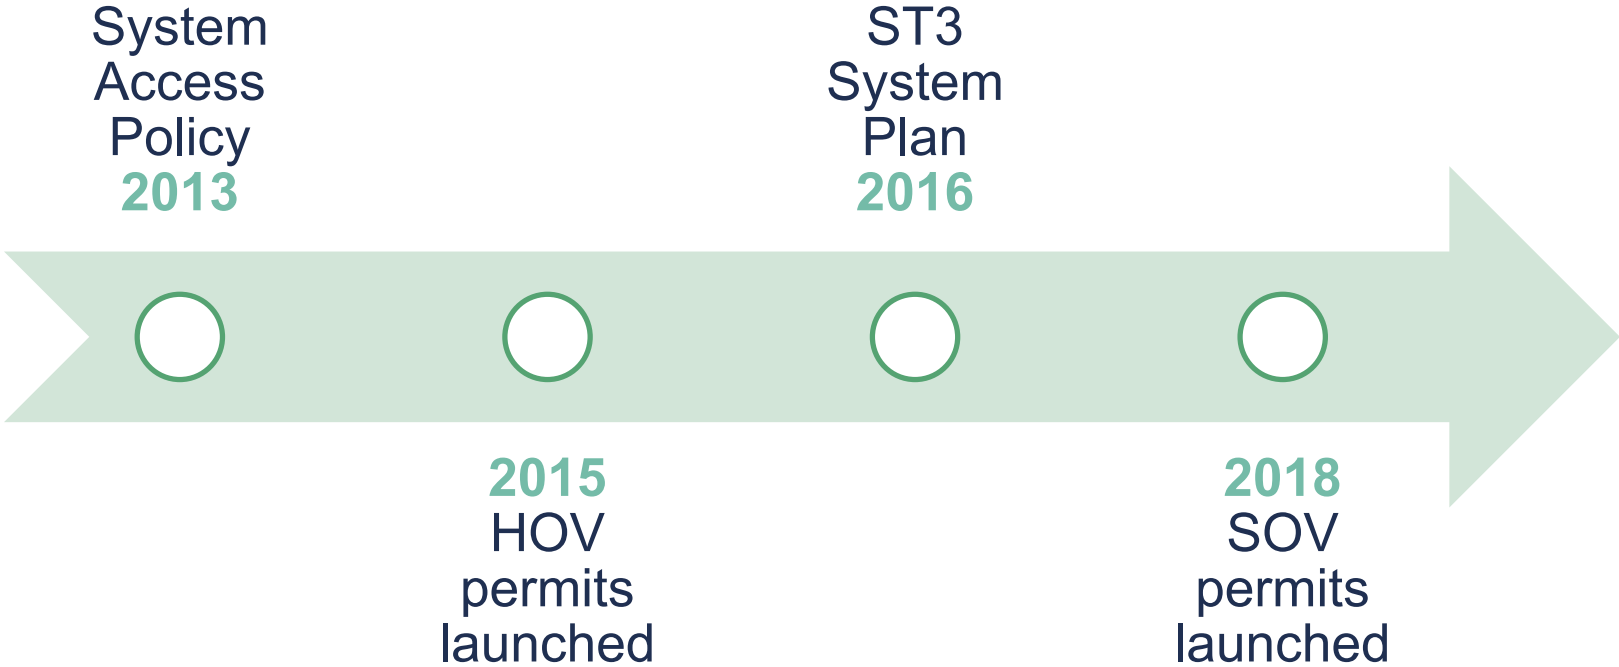 System
Access
Policy
2013
2015
HOV
permits
launched
ST3
System
Plan
2016
2018
SOV
permits
launched